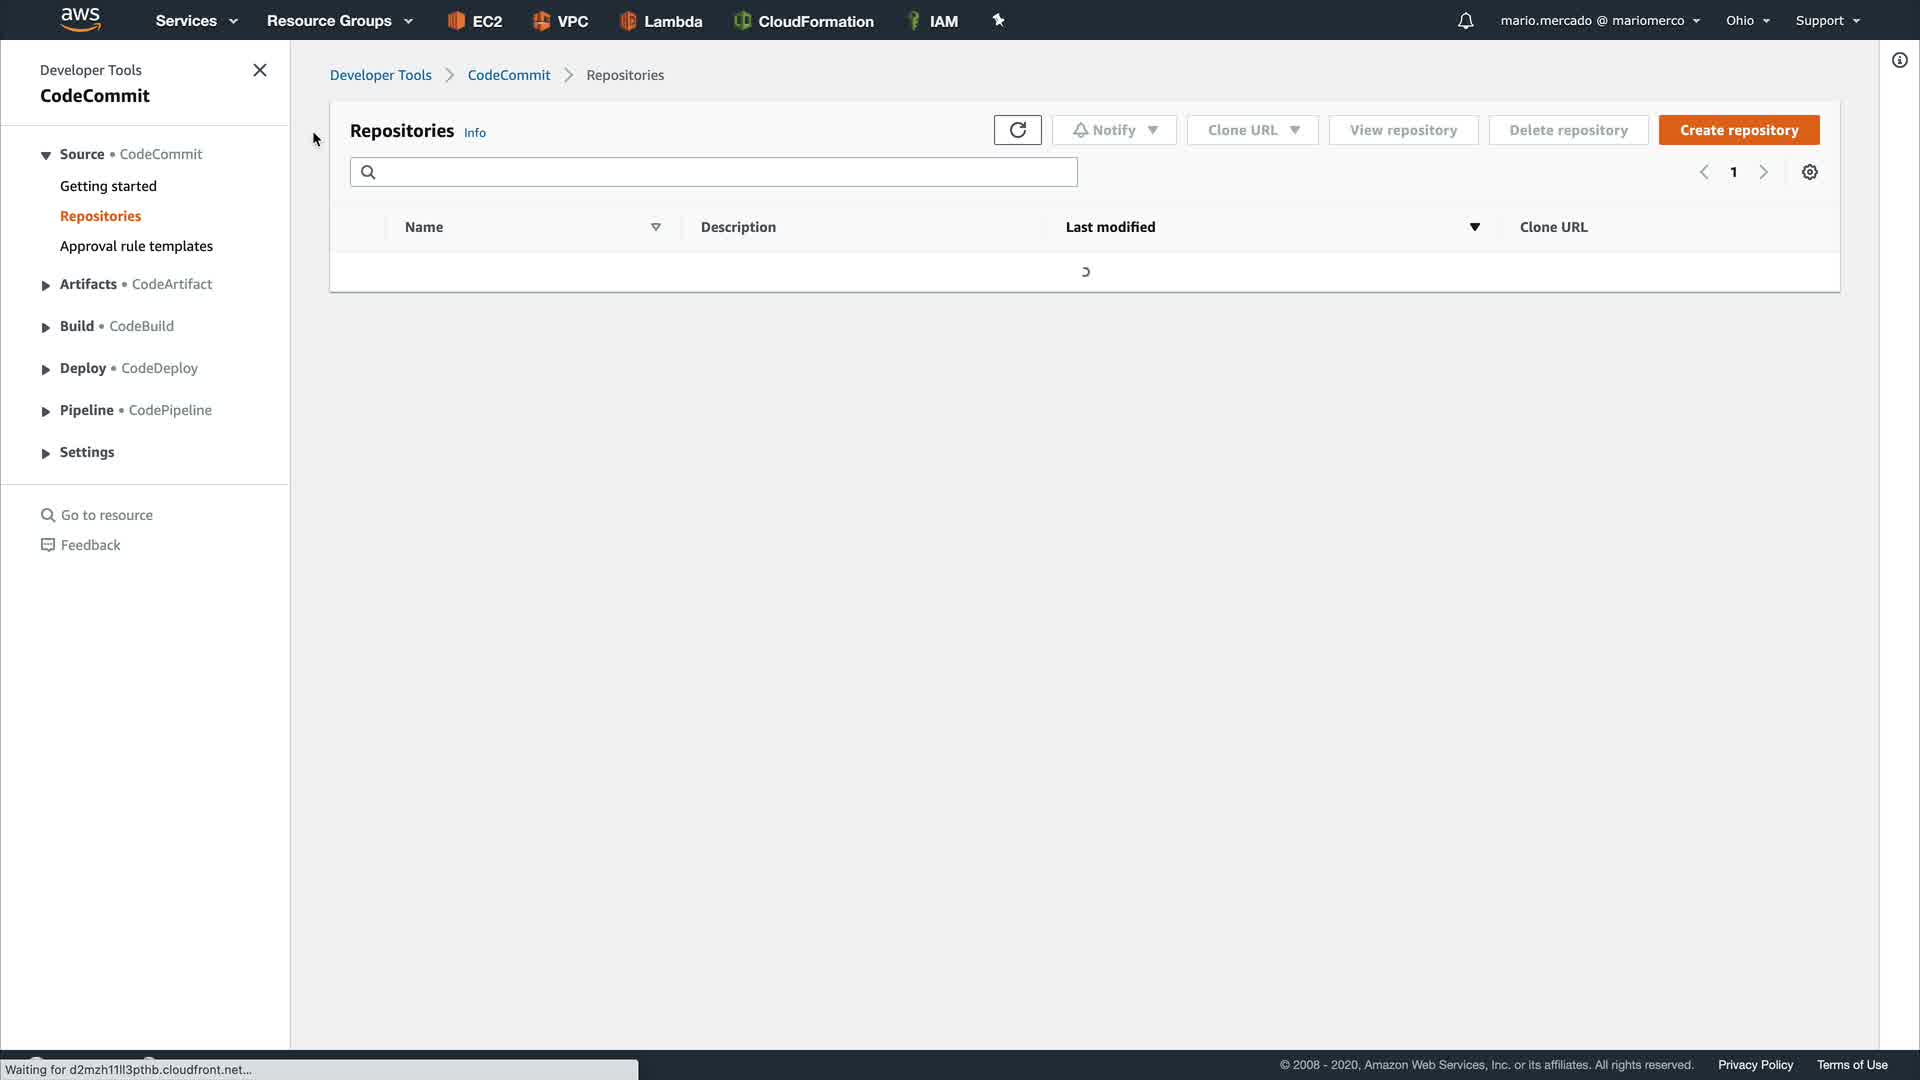 aws Services Resource Groups EC2 VPC Lambda CloudFormation IAM mario.mercado @ mariomerco Ohio Support
Developer Tools
CodeCommit
Source • CodeCommit
Getting started
Repositories
Approval rule templates
Artifacts • CodeArtifact
Build • CodeBuild
Deploy • CodeDeploy
Pipeline • CodePipeline
Settings
Go to resource
Feedback
Developer Tools CodeCommit Repositories
Repositories Info Notify Clone URL View repository Delete repository Create repository
1
Name Description Last modified Clone URL
Waiting for d2mzh11ll3pthb.cloudfront.net...
© 2008 - 2020, Amazon Web Services, Inc. or its affiliates. All rights reserved. Privacy Policy Terms of Use